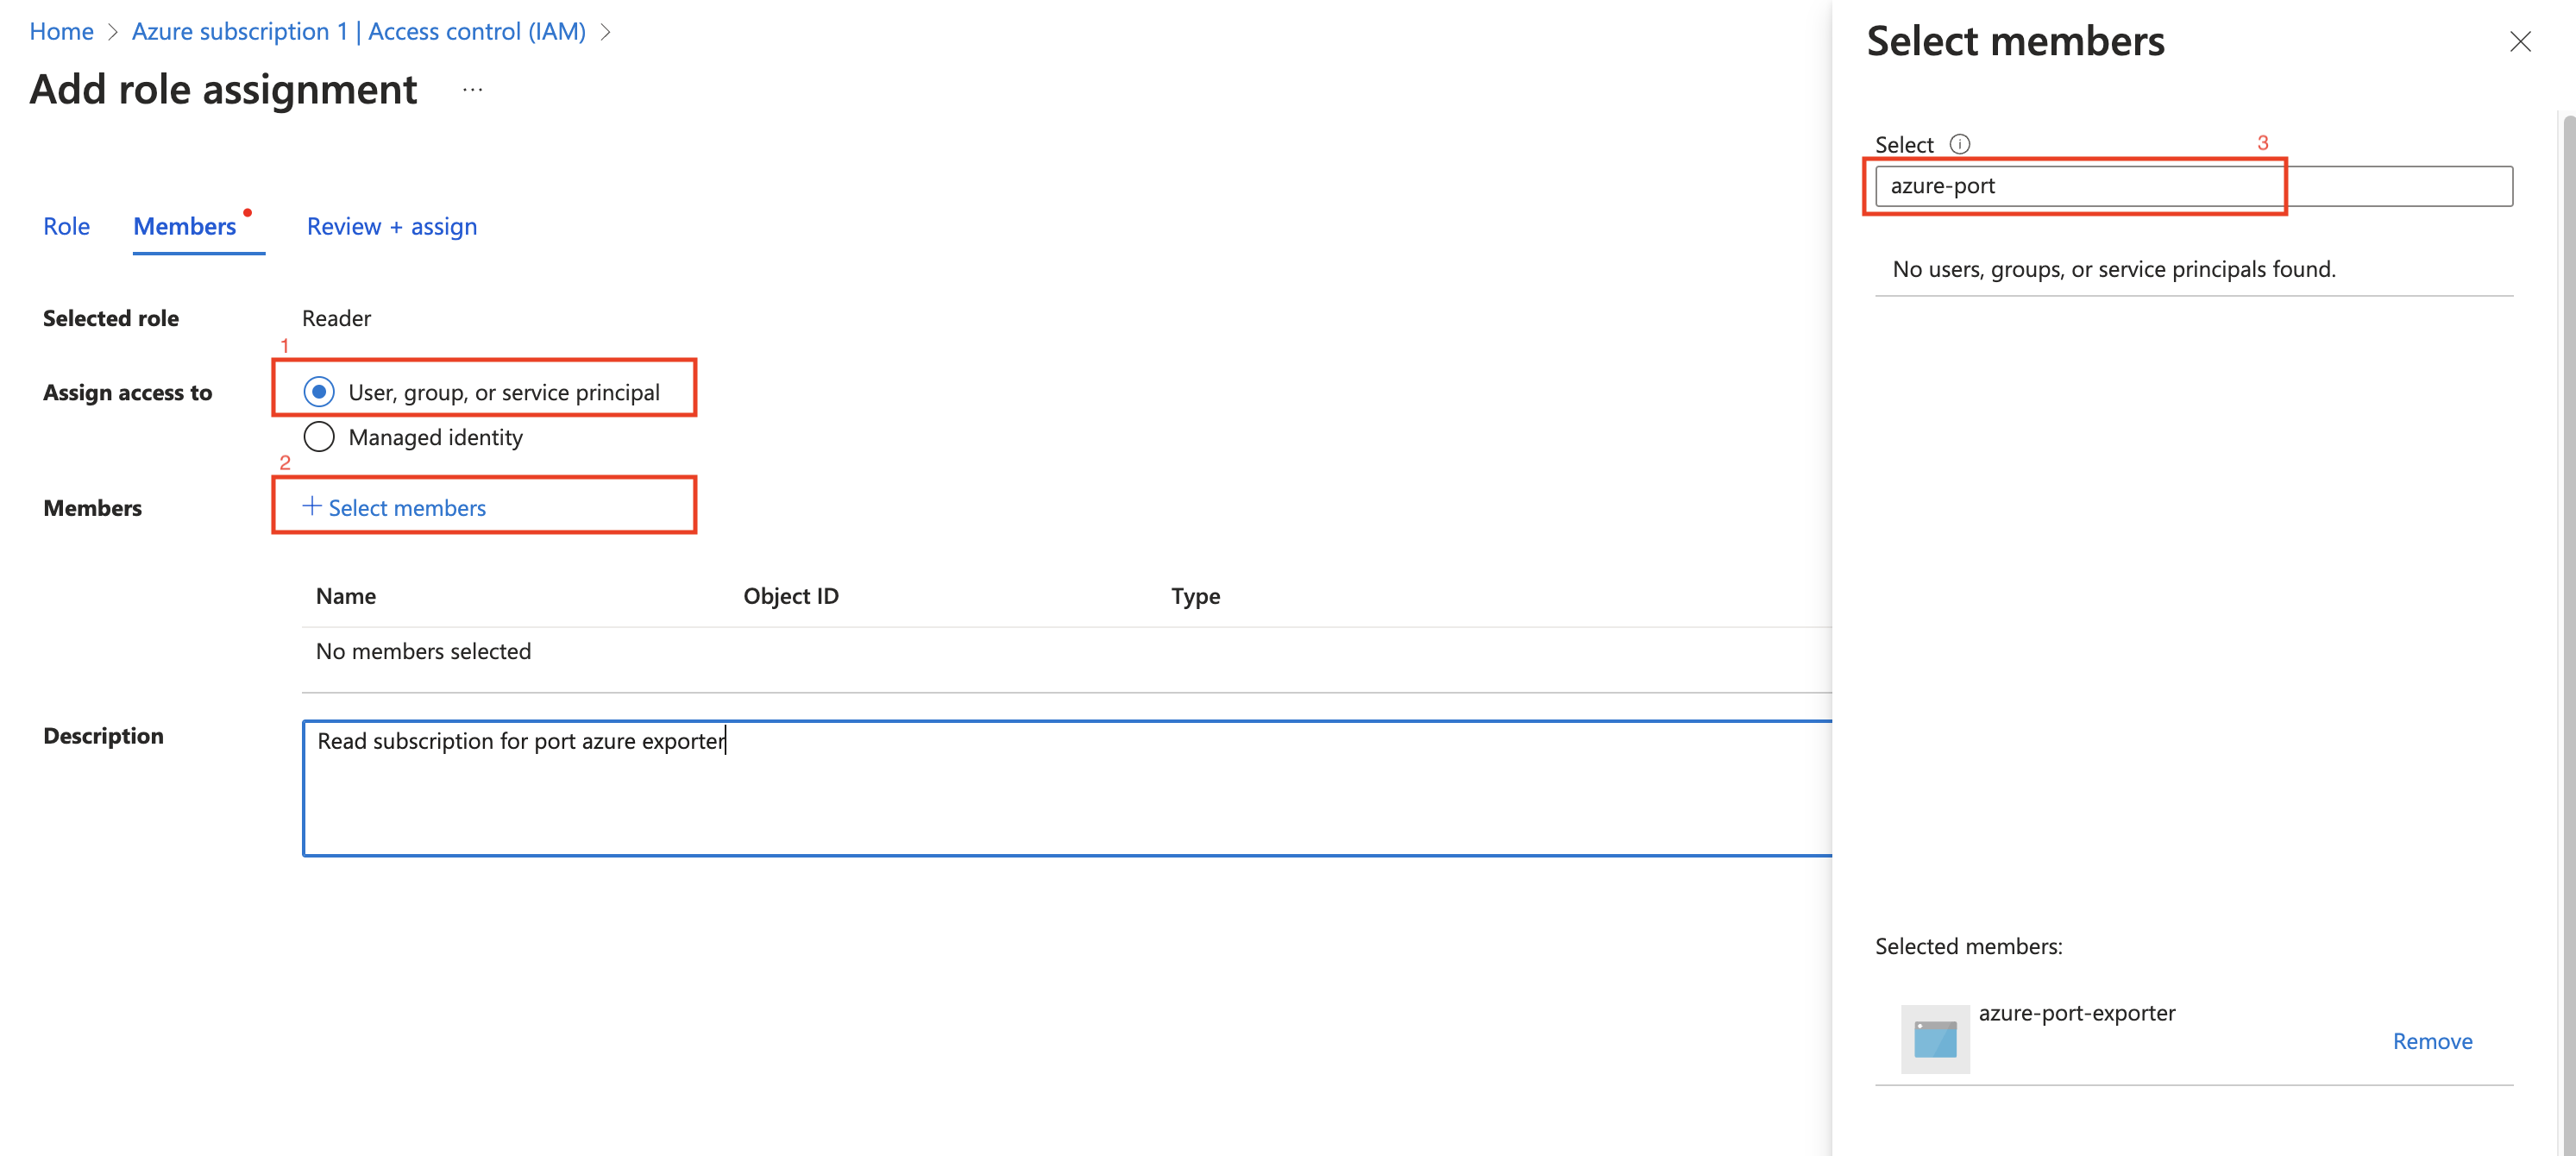 Home > Azure subscription 1 | Access control (IAM) >
Add role assignment ...
Role Members Review + assign
Selected role Reader
1
Assign access to User, group, or service principal
Managed identity
2
Members + Select members
Name Object ID Type
No members selected
Description Read subscription for port azure exporter
Select members
Select 3
azure-port
No users, groups, or service principals found.
Selected members:
azure-port-exporter
Remove